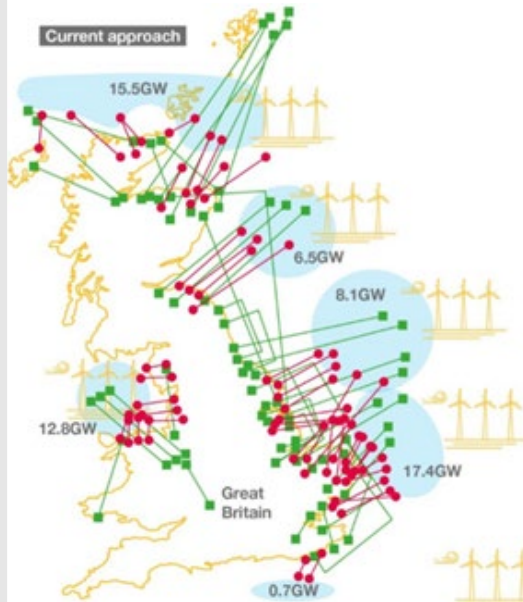 Current approach
15.5GW
6.5GW
8.1GW
12.8GW
17.4GW
Great
Britain
0.7GW